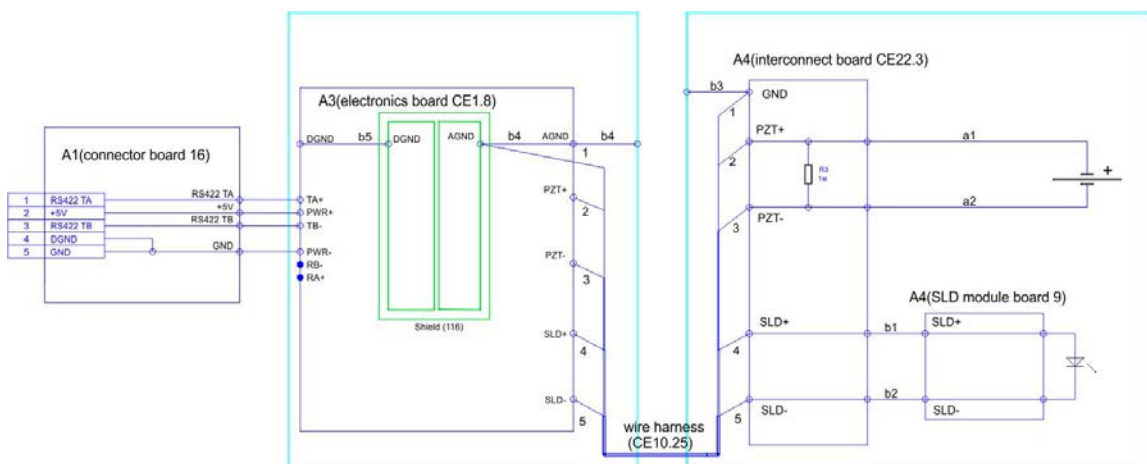 A1(connector board 16)
1 RS422 TA
2 +5V
3 RS422 TB
4 DGND
5 GND
RS422 TA
+5V
RS422 TB
GND
A3(electronics board CE1.8)
DGND
b5
DGND
AGND
b4
AGND
b4
TA+
PWR+
TB-
PWR-
RB-
RA+
Shield (116)
1
PZT+
2
PZT-
3
SLD+
4
SLD-
5
wire harness
(CE10.25)
A4(interconnect board CE22.3)
b3
GND
1
PZT+
2
R3
1M
PZT-
3
a1
+
a2
SLD+
4
SLD-
5
b1
b2
A4(SLD module board 9)
SLD+
SLD-